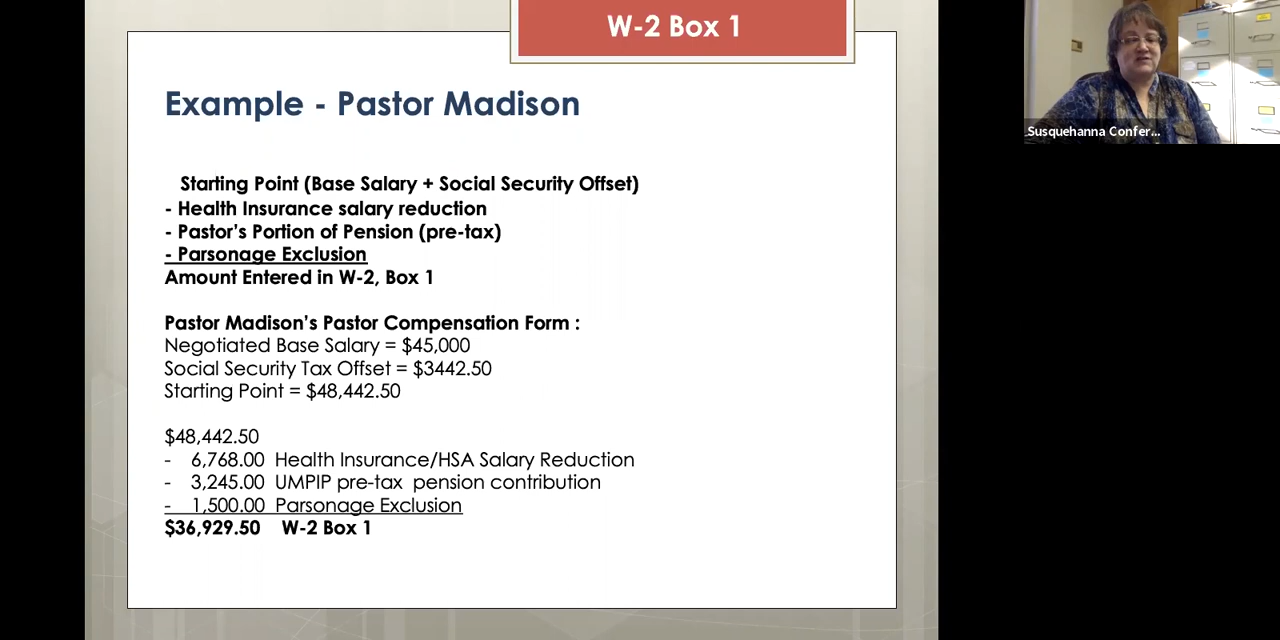 W-2 Box 1
Example - Pastor Madison
Starting Point (Base Salary + Social Security Offset)
- Health Insurance salary reduction
- Pastor's Portion of Pension (pre-tax)
- Parsonage Exclusion
Amount Entered in W-2, Box 1
Pastor Madison's Pastor Compensation Form :
Negotiated Base Salary = $45,000
Social Security Tax Offset = $3442.50
Starting Point = $48,442.50
$48,442.50
- 6,768.00 Health Insurance/HSA Salary Reduction
- 3,245.00 UMPIP pre-tax pension contribution
- 1,500.00 Parsonage Exclusion
$36,929.50 W-2 Box 1
Susquehanna Confer...